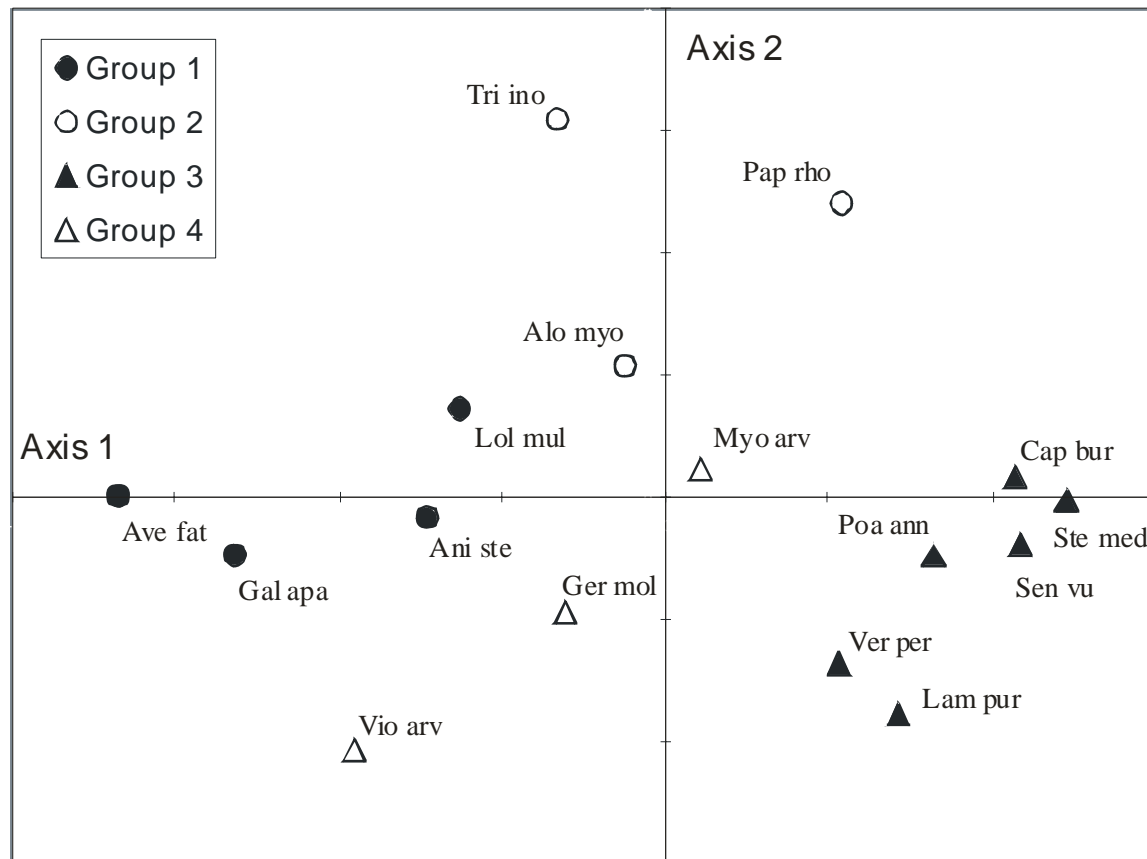 Axis 2
Group 1
Group 2
Group 3
Group 4
Tri ino
Pap rho
Alo myo
Lol mul
Axis 1
Myo arv
Cap bur
Ave fat
Ani ste
Poa ann
Ste med
Gal apa
Ger mol
Sen vu
Ver per
Lam pur
Vio arv